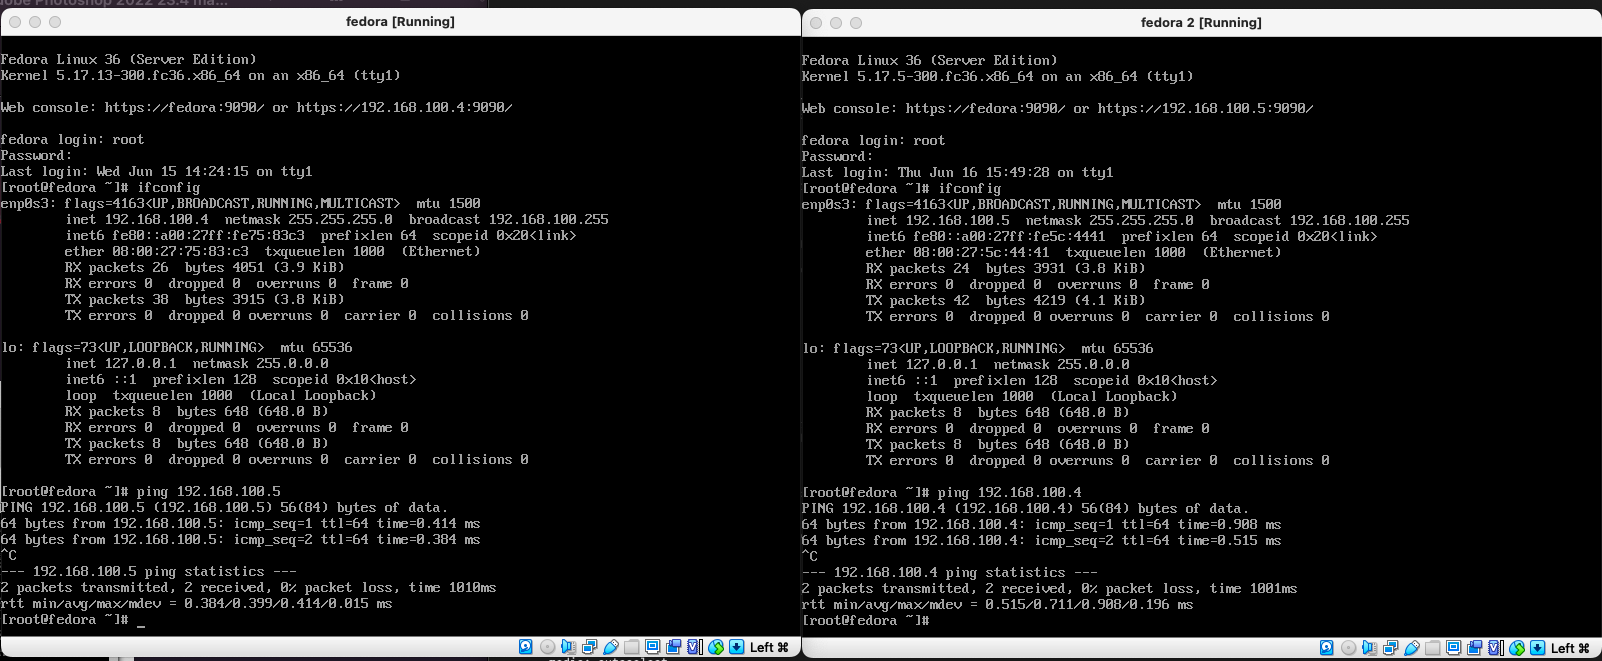 obe Photoshop 2022 23.4 ma...
fedora [Running]
Fedora Linux 36 (Server Edition)
Kernel 5.17.13-300.fc36.x86_64 on an x86_64 (tty1)
Web console: https://fedora:9090/ or https://192.168.100.4:9090/
fedora login: root
Password:
Last login: Wed Jun 15 14:24:15 on tty1
[root@fedora ~]# ifconfig
enp0s3: flags=4163<UP,BROADCAST,RUNNING,MULTICAST>  mtu 1500
        inet 192.168.100.4  netmask 255.255.255.0  broadcast 192.168.100.255
        inet6 fe80::a00:27ff:fe75:83c3  prefixlen 64  scopeid 0x20<link>
        ether 08:00:27:75:83:c3  txqueuelen 1000  (Ethernet)
        RX packets 26  bytes 4051 (3.9 KiB)
        RX errors 0  dropped 0  overruns 0  frame 0
        TX packets 38  bytes 3915 (3.8 KiB)
        TX errors 0  dropped 0 overruns 0  carrier 0  collisions 0
lo: flags=73<UP,LOOPBACK,RUNNING>  mtu 65536
        inet 127.0.0.1  netmask 255.0.0.0
        inet6 ::1  prefixlen 128  scopeid 0x10<host>
        loop  txqueuelen 1000  (Local Loopback)
        RX packets 8  bytes 648 (648.0 B)
        RX errors 0  dropped 0  overruns 0  frame 0
        TX packets 8  bytes 648 (648.0 B)
        TX errors 0  dropped 0 overruns 0  carrier 0  collisions 0
[root@fedora ~]# ping 192.168.100.5
PING 192.168.100.5 (192.168.100.5) 56(84) bytes of data.
64 bytes from 192.168.100.5: icmp_seq=1 ttl=64 time=0.414 ms
64 bytes from 192.168.100.5: icmp_seq=2 ttl=64 time=0.384 ms
^C
--- 192.168.100.5 ping statistics ---
2 packets transmitted, 2 received, 0% packet loss, time 1010ms
rtt min/avg/max/mdev = 0.384/0.399/0.414/0.015 ms
[root@fedora ~]# _
Left ⌘
fedora 2 [Running]
Fedora Linux 36 (Server Edition)
Kernel 5.17.5-300.fc36.x86_64 on an x86_64 (tty1)
Web console: https://fedora:9090/ or https://192.168.100.5:9090/
fedora login: root
Password:
Last login: Thu Jun 16 15:49:28 on tty1
[root@fedora ~]# ifconfig
enp0s3: flags=4163<UP,BROADCAST,RUNNING,MULTICAST>  mtu 1500
        inet 192.168.100.5  netmask 255.255.255.0  broadcast 192.168.100.255
        inet6 fe80::a00:27ff:fe5c:4441  prefixlen 64  scopeid 0x20<link>
        ether 08:00:27:5c:44:41  txqueuelen 1000  (Ethernet)
        RX packets 24  bytes 3931 (3.8 KiB)
        RX errors 0  dropped 0  overruns 0  frame 0
        TX packets 42  bytes 4219 (4.1 KiB)
        TX errors 0  dropped 0 overruns 0  carrier 0  collisions 0
lo: flags=73<UP,LOOPBACK,RUNNING>  mtu 65536
        inet 127.0.0.1  netmask 255.0.0.0
        inet6 ::1  prefixlen 128  scopeid 0x10<host>
        loop  txqueuelen 1000  (Local Loopback)
        RX packets 8  bytes 648 (648.0 B)
        RX errors 0  dropped 0  overruns 0  frame 0
        TX packets 8  bytes 648 (648.0 B)
        TX errors 0  dropped 0 overruns 0  carrier 0  collisions 0
[root@fedora ~]# ping 192.168.100.4
PING 192.168.100.4 (192.168.100.4) 56(84) bytes of data.
64 bytes from 192.168.100.4: icmp_seq=1 ttl=64 time=0.908 ms
64 bytes from 192.168.100.4: icmp_seq=2 ttl=64 time=0.515 ms
^C
--- 192.168.100.4 ping statistics ---
2 packets transmitted, 2 received, 0% packet loss, time 1001ms
rtt min/avg/max/mdev = 0.515/0.711/0.908/0.196 ms
[root@fedora ~]#
Left ⌘